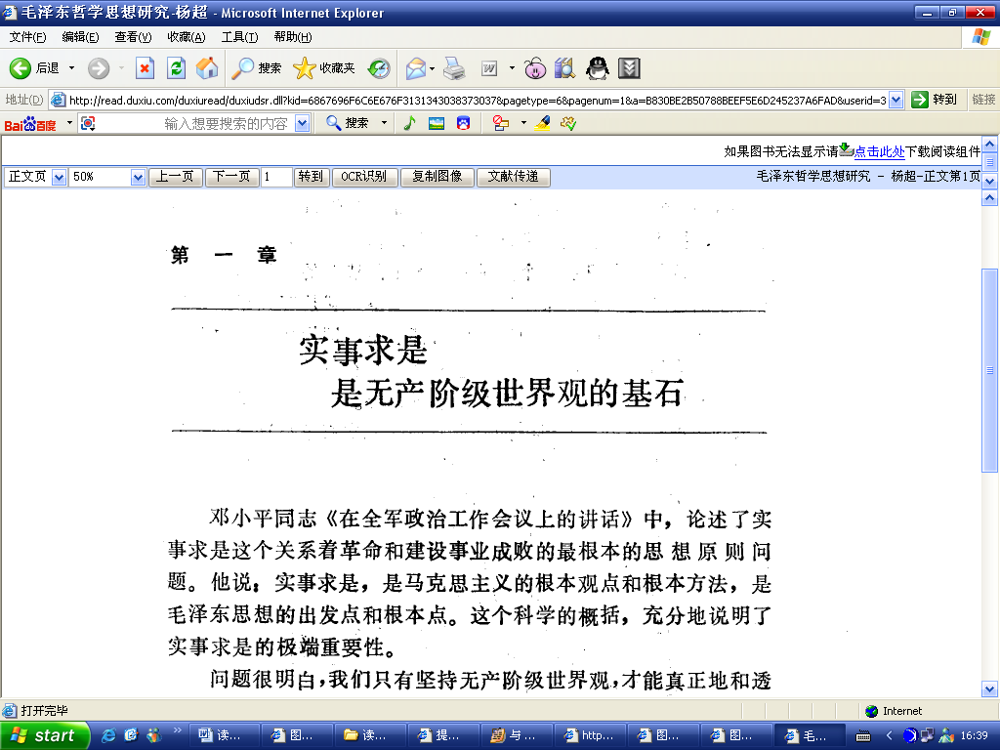 毛泽东哲学思想研究-杨超 - Microsoft Internet Explorer
文件(F) 编辑(E) 查看(V) 收藏(A) 工具(T) 帮助(H)
后退 搜索 收藏夹
地址(D) http://read.duxiu.com/duxiuread/duxiudsr.dll?kid=6867696F6C6E676F31313433038373037&pagetype=6&pagenum=1&a=B830BE2B50788BEEF5E6D245237A6FAD&userid=3 转到 链接
Bai百度 输入想要搜索的内容 搜索
如果图书无法显示请点击此处下载阅读组件
正文页 50% 上一页 下一页 1 转到 OCR识别 复制图像 文献传递 毛泽东哲学思想研究 - 杨超-正文第1页
第一章
实事求是
是无产阶级世界观的基石
邓小平同志《在全军政治工作会议上的讲话》中，论述了实
事求是这个关系着革命和建设事业成败的最根本的思想原则问
题。他说：实事求是，是马克思主义的根本观点和根本方法，是
毛泽东思想的出发点和根本点。这个科学的概括，充分地说明了
实事求是的极端重要性。
问题很明白，我们只有坚持无产阶级世界观，才能真正地和透
打开完毕 Internet
start 读... 图... 读... 提... 与 ... http... 图... 图... 毛... 16:39